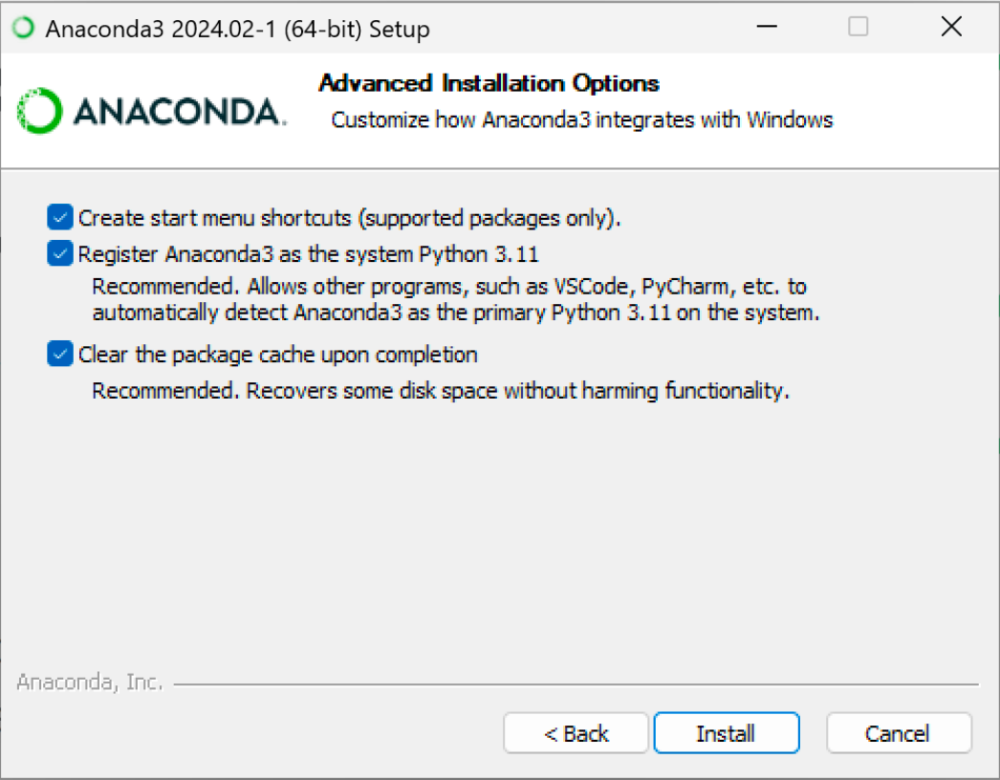 Anaconda3 2024.02-1 (64-bit) Setup
ANACONDA.
Advanced Installation Options
Customize how Anaconda3 integrates with Windows
Create start menu shortcuts (supported packages only).
Register Anaconda3 as the system Python 3.11
Recommended. Allows other programs, such as VSCode, PyCharm, etc. to
automatically detect Anaconda3 as the primary Python 3.11 on the system.
Clear the package cache upon completion
Recommended. Recovers some disk space without harming functionality.
Anaconda, Inc.
< Back Install Cancel